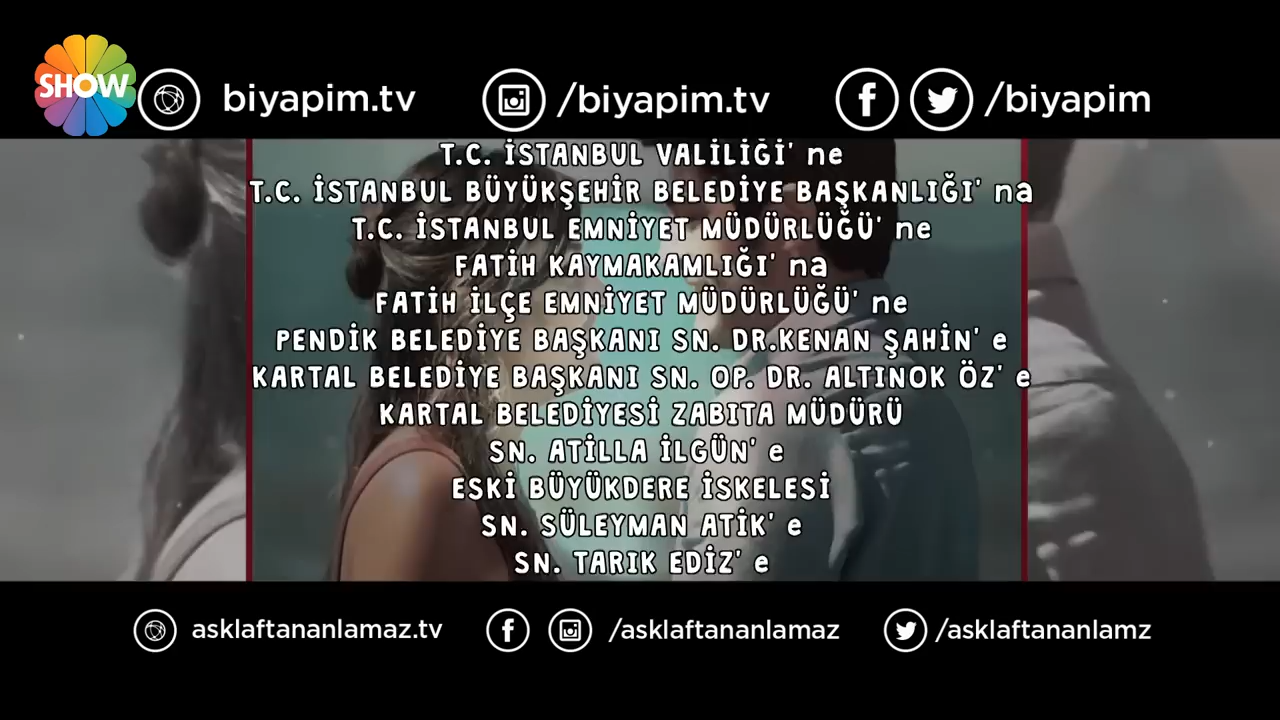 SHOW
biyapim.tv
/biyapim.tv
/biyapim
T.C. İSTANBUL VALİLİĞİ' ne
T.C. İSTANBUL BÜYÜKŞEHİR BELEDİYE BAŞKANLIĞI' na
T.C. İSTANBUL EMNİYET MÜDÜRLÜĞÜ' ne
FATİH KAYMAKAMLIĞI' na
FATİH İLÇE EMNİYET MÜDÜRLÜĞÜ' ne
PENDİK BELEDİYE BAŞKANI SN. DR.KENAN ŞAHİN' e
KARTAL BELEDİYE BAŞKANI SN. OP. DR. ALTINOK ÖZ' e
KARTAL BELEDİYESİ ZABITA MÜDÜRÜ
SN. ATİLLA İLGÜN' e
ESKİ BÜYÜKDERE İSKELESİ
SN. SÜLEYMAN ATİK' e
SN. TARIK EDİZ' e
asklaftananlamaz.tv
/asklaftananlamaz
/asklaftananlamz